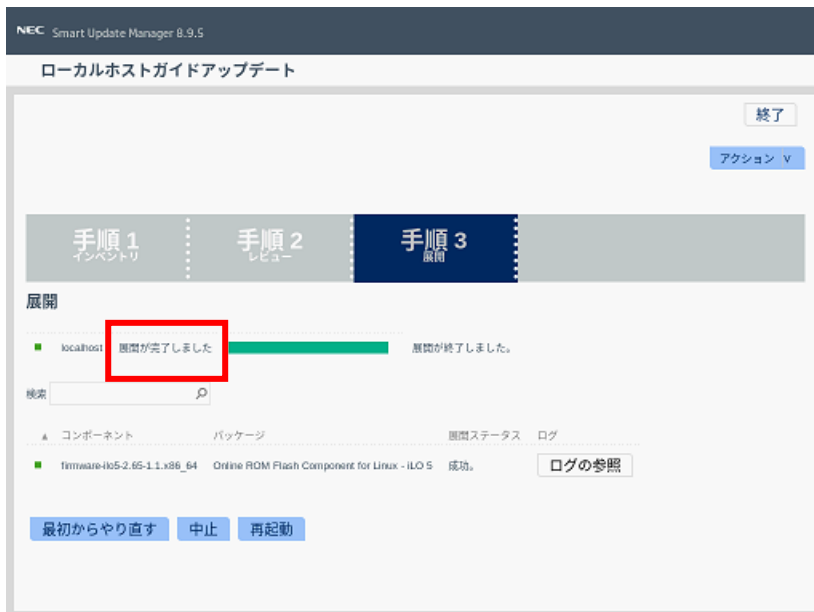 NEC Smart Update Manager 8.9.5
ローカルホストガイドアップデート
終了
アクション ∨
手順 1 手順 2 手順 3
インベントリ レビュー 展開
展開
localhost 展開が完了しました 展開が終了しました。
検索
▲ コンポーネント パッケージ 展開ステータス ログ
firmware-ilo5-2.65-1.1.x86_64 Online ROM Flash Component for Linux - iLO 5 成功。 ログの参照
最初からやり直す 中止 再起動